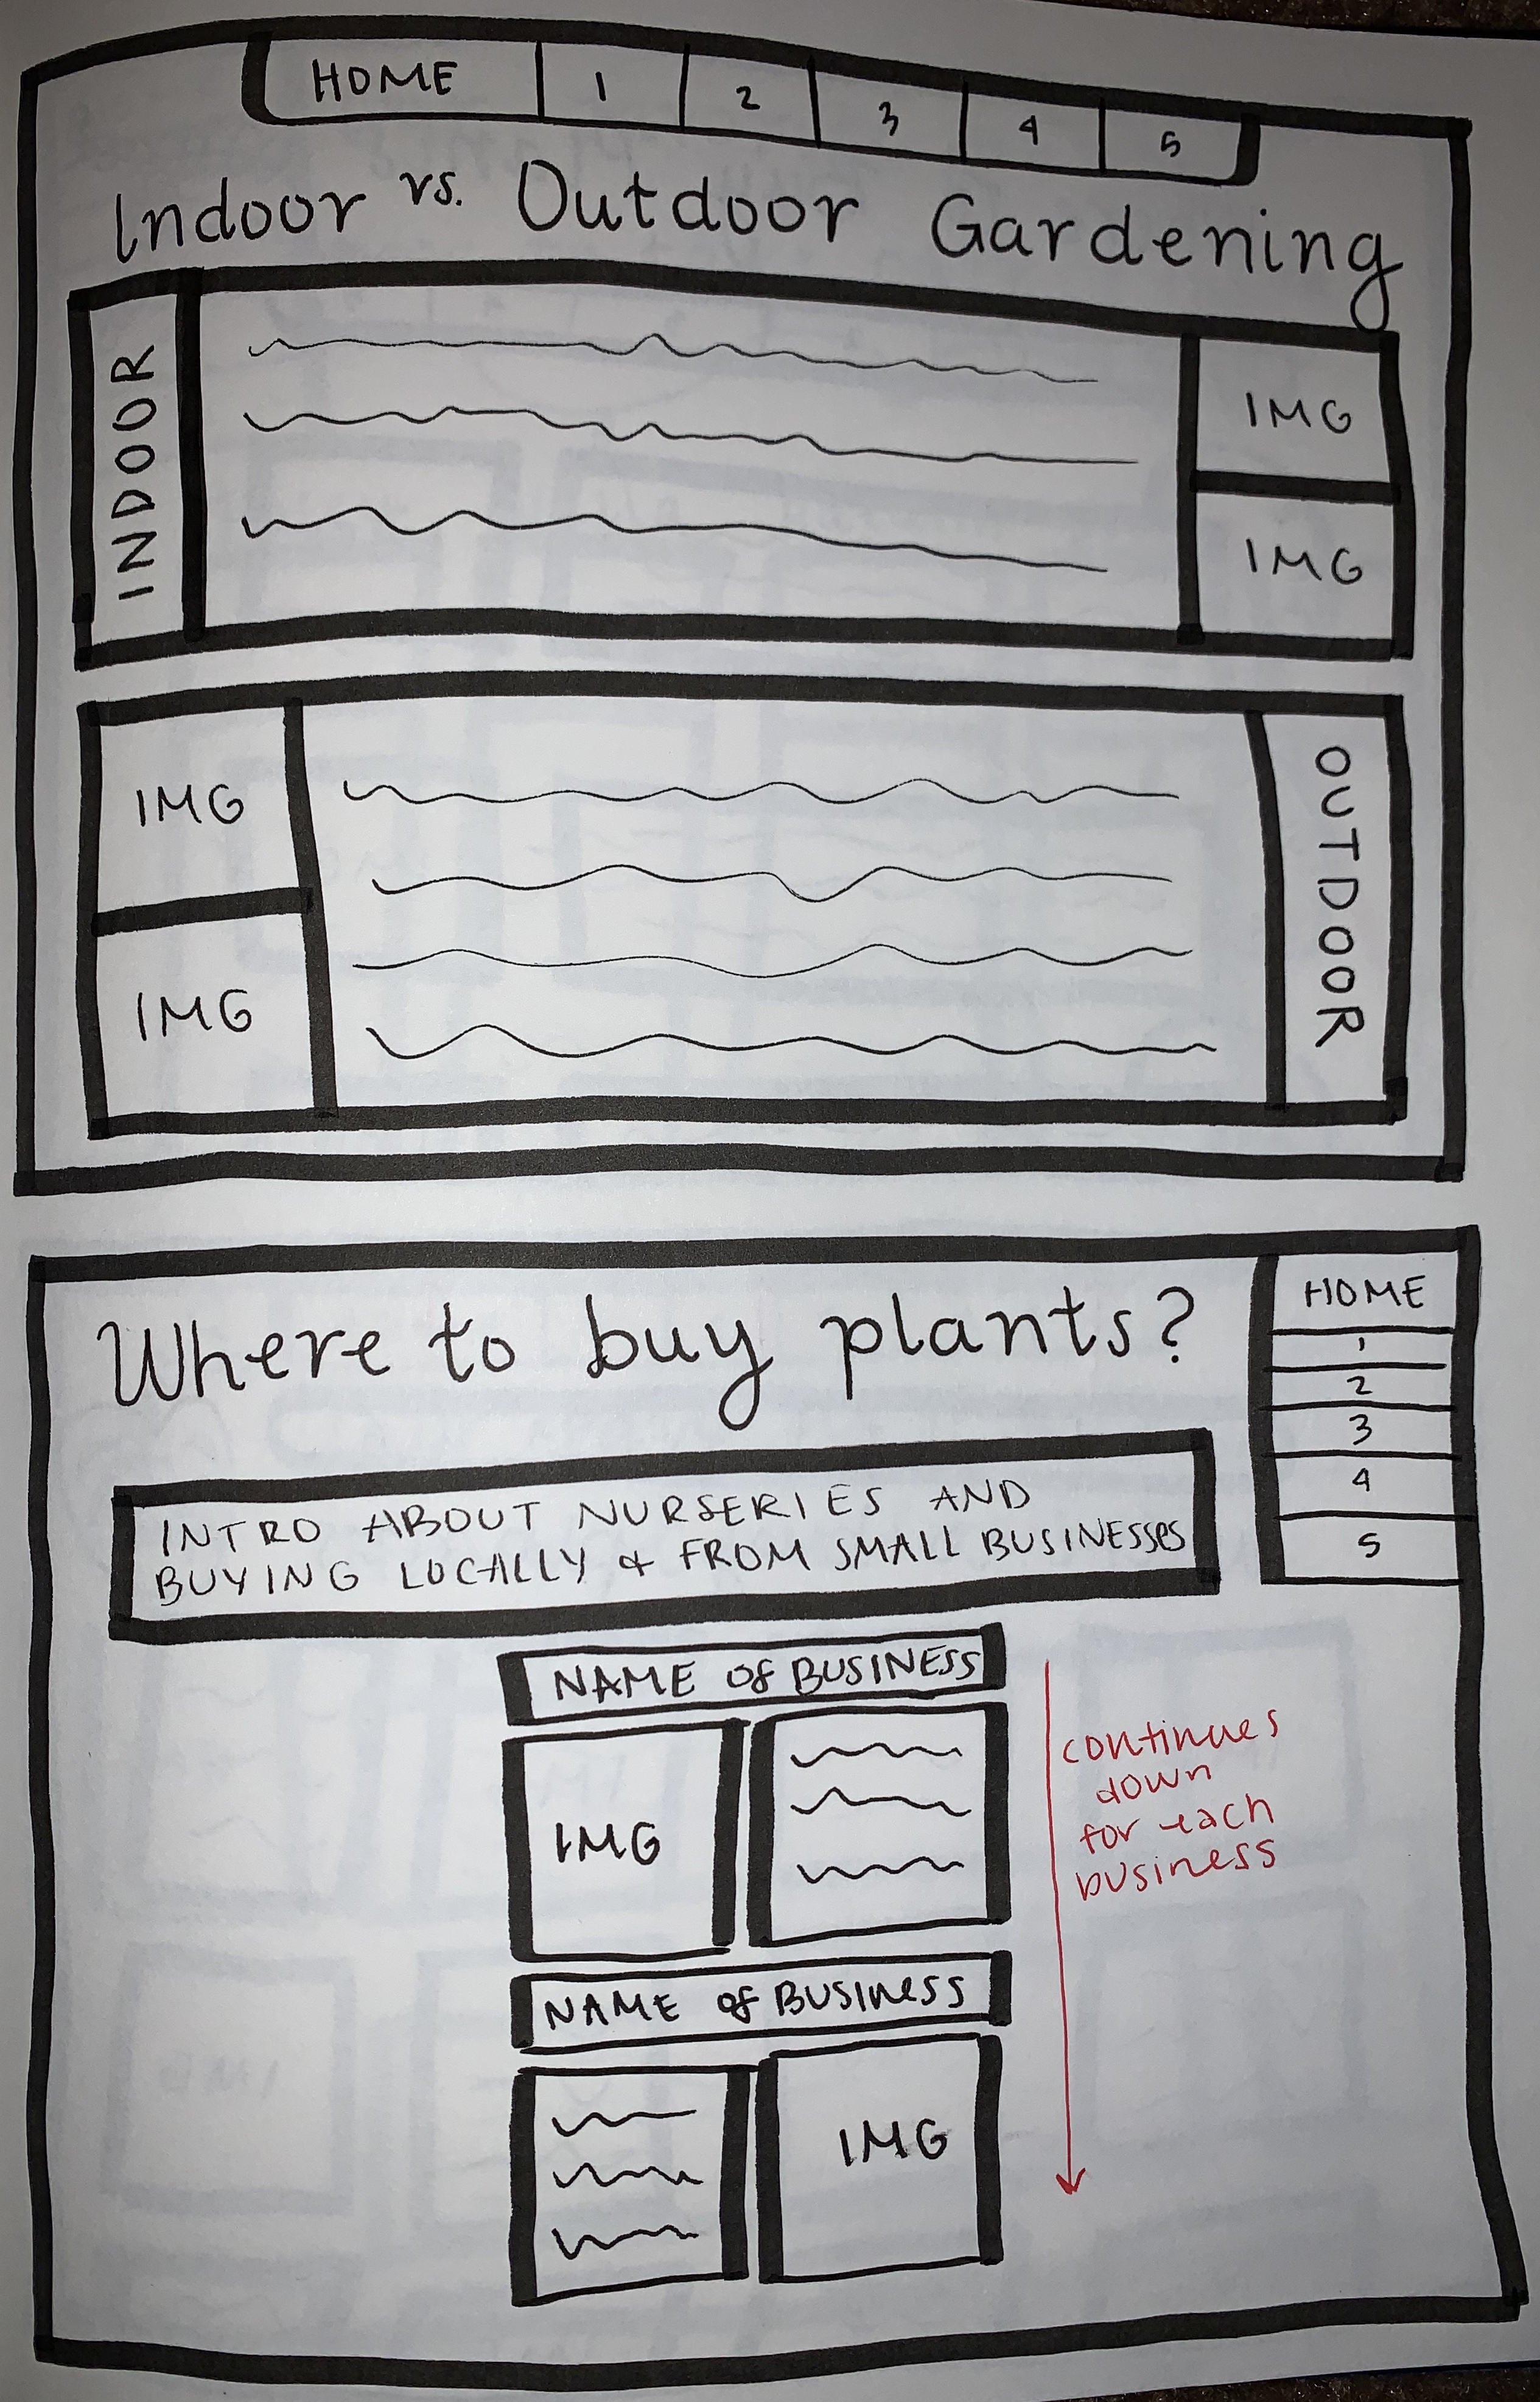 HOME 1 2 3 4 5
Indoor vs. Outdoor Gardening
INDOOR
IMG
IMG
IMG
IMG
OUTDOOR
Where to buy plants?
HOME
1
2
3
4
5
INTRO ABOUT NURSERIES AND
BUYING LOCALLY & FROM SMALL BUSINESSES
NAME OF BUSINESS
IMG
continues
down
for each
business
NAME OF BUSINESS
IMG